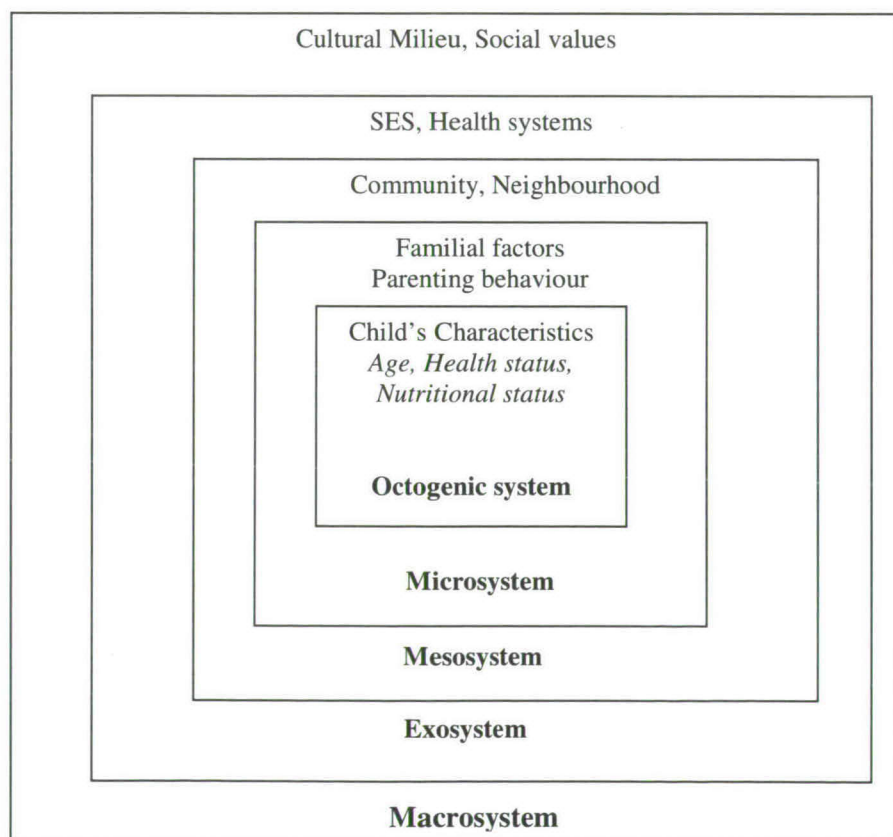 Cultural Milieu, Social values
SES, Health systems
Community, Neighbourhood
Familial factors
Parenting behaviour
Child's Characteristics
Age, Health status,
Nutritional status
Octogenic system
Microsystem
Mesosystem
Exosystem
Macrosystem